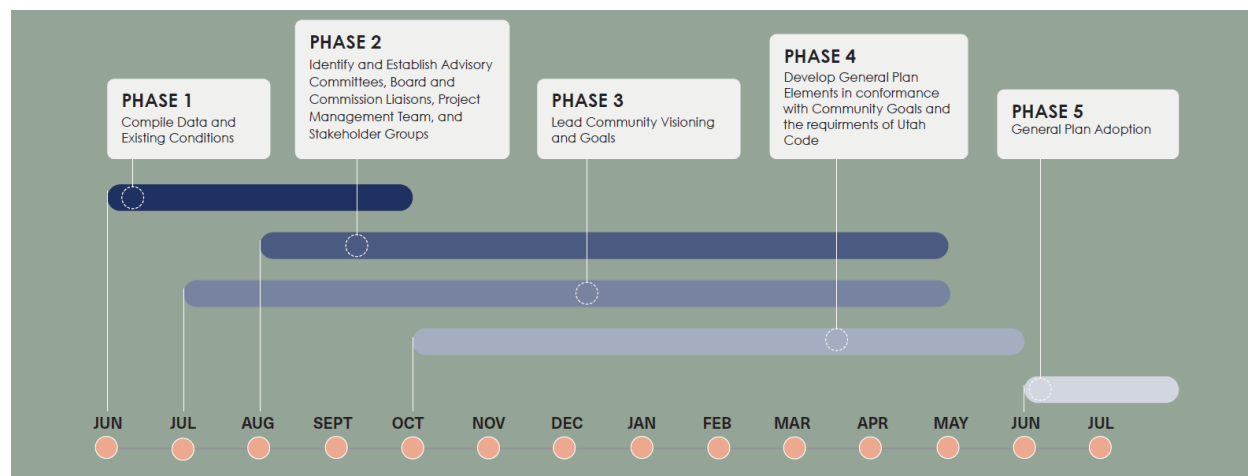 PHASE 1
Compile Data and
Existing Conditions
PHASE 2
Identify and Establish Advisory
Committees, Board and
Commission Liaisons, Project
Management Team, and
Stakeholder Groups
PHASE 3
Lead Community Visioning
and Goals
PHASE 4
Develop General Plan
Elements in conformance
with Community Goals and
the requirments of Utah
Code
PHASE 5
General Plan Adoption
JUN JUL AUG SEPT OCT NOV DEC JAN FEB MAR APR MAY JUN JUL